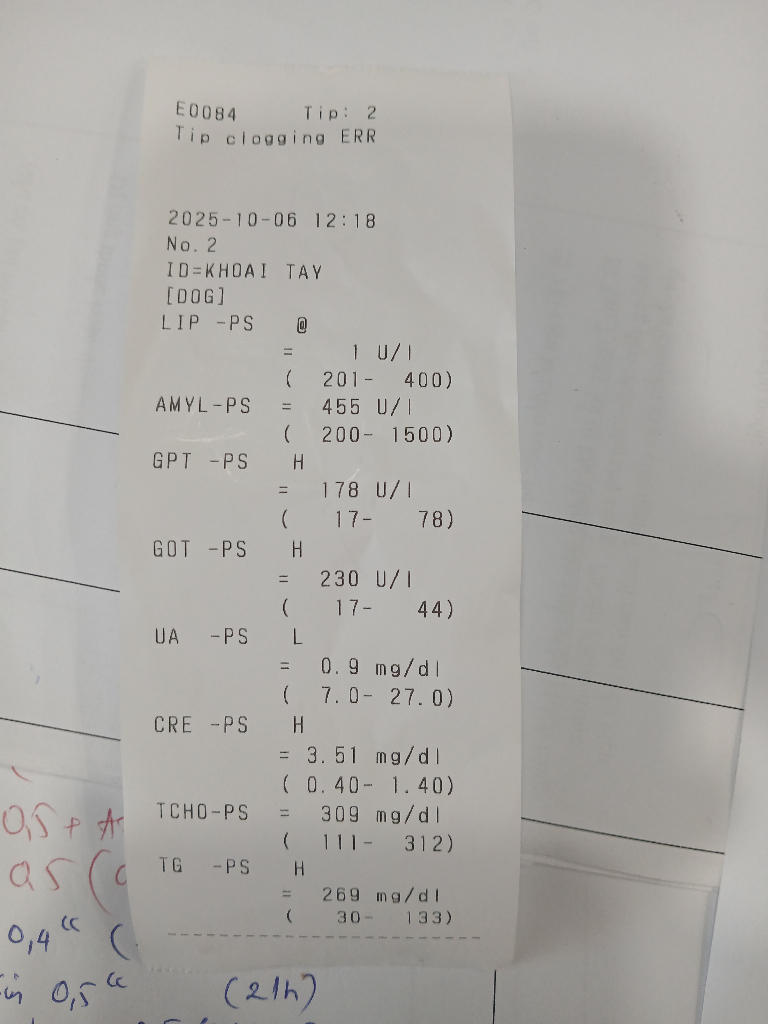 E0084 Tip: 2
Tip clogging ERR
2025-10-06 12:18
No. 2
ID=KHOAI TAY
[DOG]
LIP -PS @
= 1 U/l
( 201- 400)
AMYL-PS = 455 U/l
( 200- 1500)
GPT -PS H
= 178 U/l
( 17- 78)
GOT -PS H
= 230 U/l
( 17- 44)
UA -PS L
= 0.9 mg/dl
( 7.0- 27.0)
CRE -PS H
= 3.51 mg/dl
( 0.40- 1.40)
TCHO-PS = 309 mg/dl
( 111- 312)
TG -PS H
= 269 mg/dl
( 30- 133)
0,5 +
0,5 (
0,4 cc (
0,5 cc (21h)